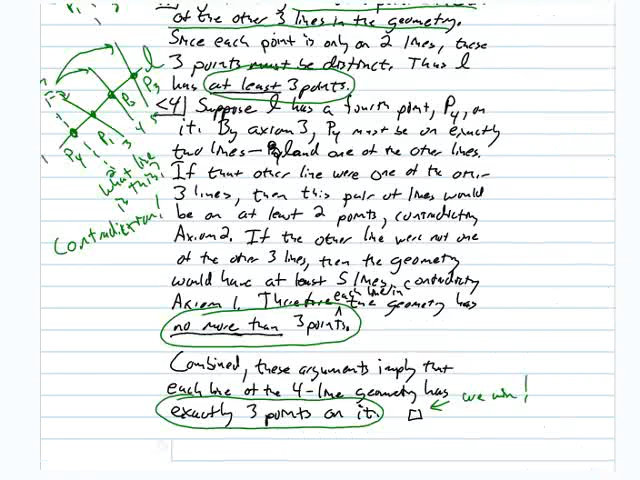 of the other 3 lines in the geometry.
Since each point is only on 2 lines, these
3 points must be distinct. Thus l
has at least 3 points.
<4| Suppose l has a fourth point, P4, on
it. By axiom 3, P4 must be on exactly
two lines – l and one of the other lines.
If that other line were one of the other
3 lines, then this pair of lines would
be on at least 2 points, contradicting
Axiom 2. If the other line were not one
of the other 3 lines, then the geometry
would have at least 5 lines, contradicting
Axiom 1. Therefore each line in the geometry has
no more than 3 points.
Combined, these arguments imply that
each line of the 4-line geometry has
exactly 3 points on it. □
we win!
l
P3
P2
P1
P4
3
4
what line
is this?
Contradiction!